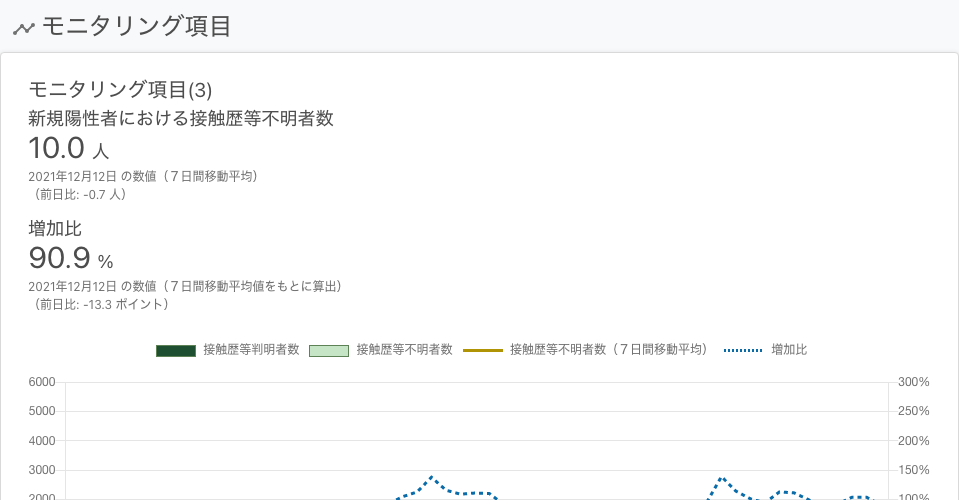 モニタリング項目
モニタリング項目(3)
新規陽性者における接触歴等不明者数
10.0 人
2021年12月12日 の数値（７日間移動平均）
（前日比: -0.7 人）
増加比
90.9 %
2021年12月12日 の数値（７日間移動平均値をもとに算出）
（前日比: -13.3 ポイント）
接触歴等判明者数 接触歴等不明者数 接触歴等不明者数（７日間移動平均） 増加比
6000 300%
5000 250%
4000 200%
3000 150%
2000 100%